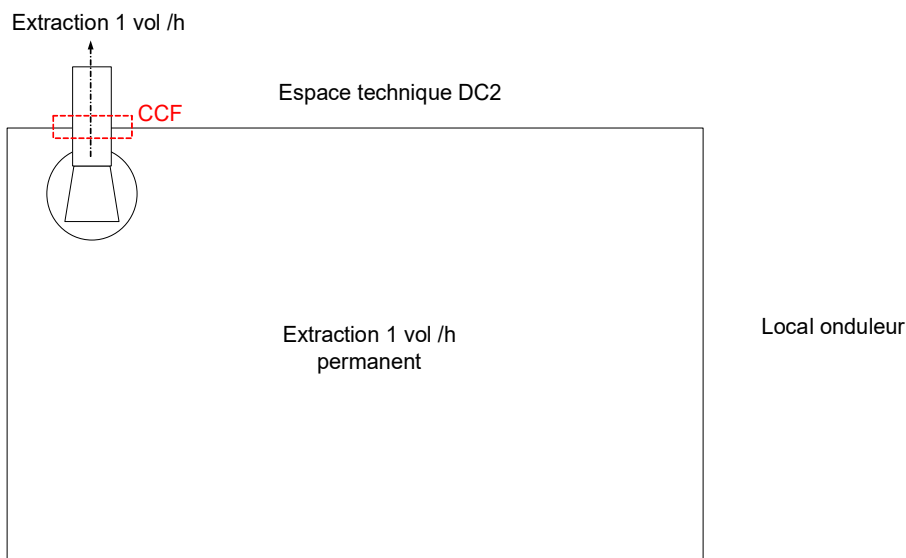 Extraction 1 vol /h
Espace technique DC2
CCF
Extraction 1 vol /h
permanent
Local onduleur